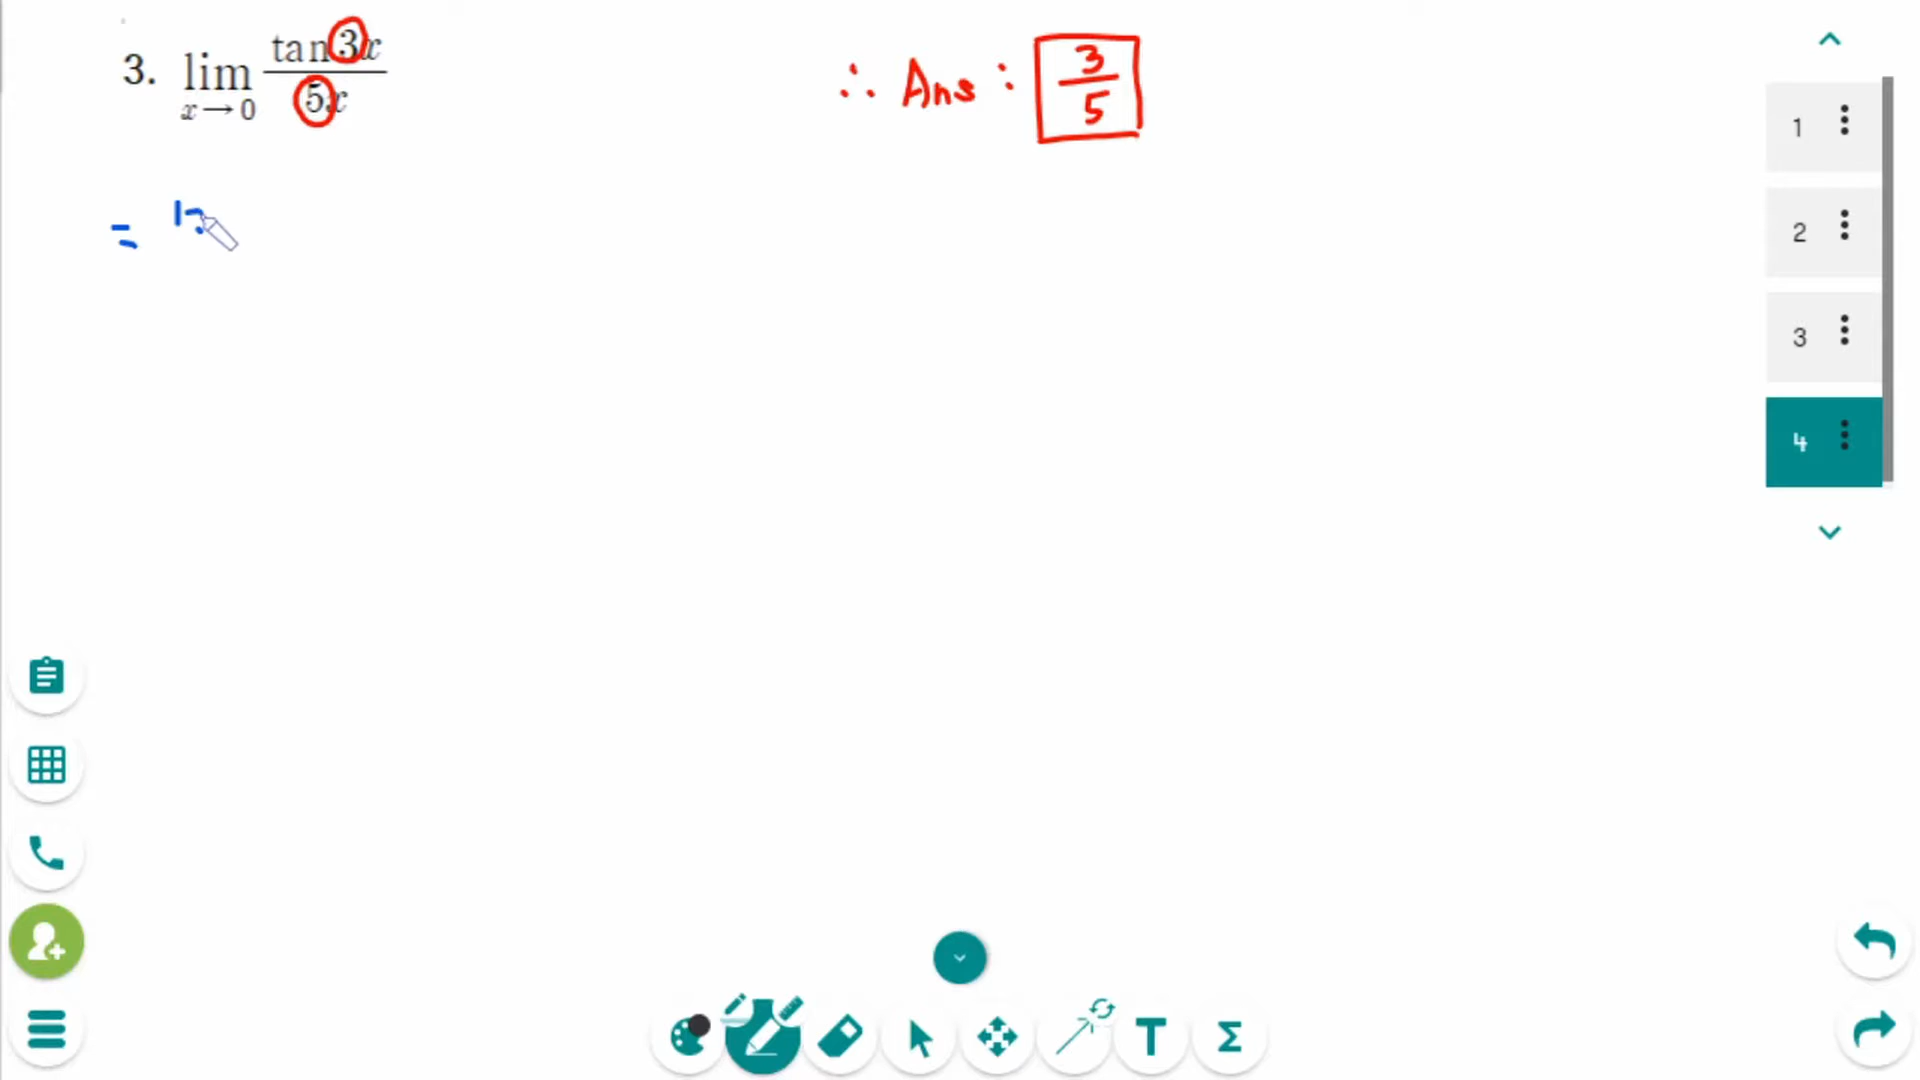 3. lim x→0 tan 3x / 5x
∴ Ans : 3/5
=
1
2
3
4
T
Σ